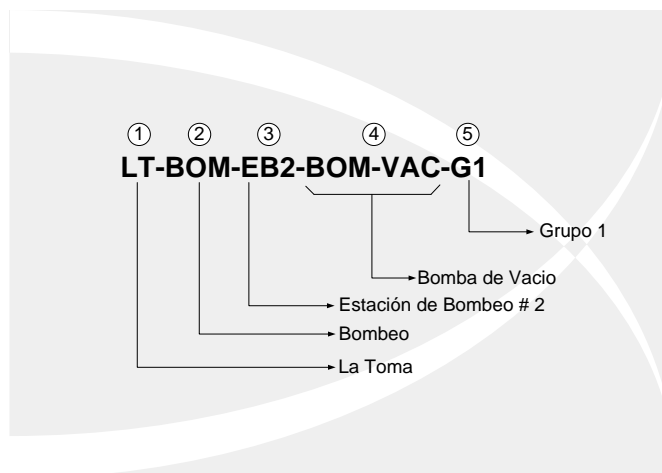 1 2 3 4 5
LT-BOM-EB2-BOM-VAC-G1
Grupo 1
Bomba de Vacio
Estación de Bombeo # 2
Bombeo
La Toma